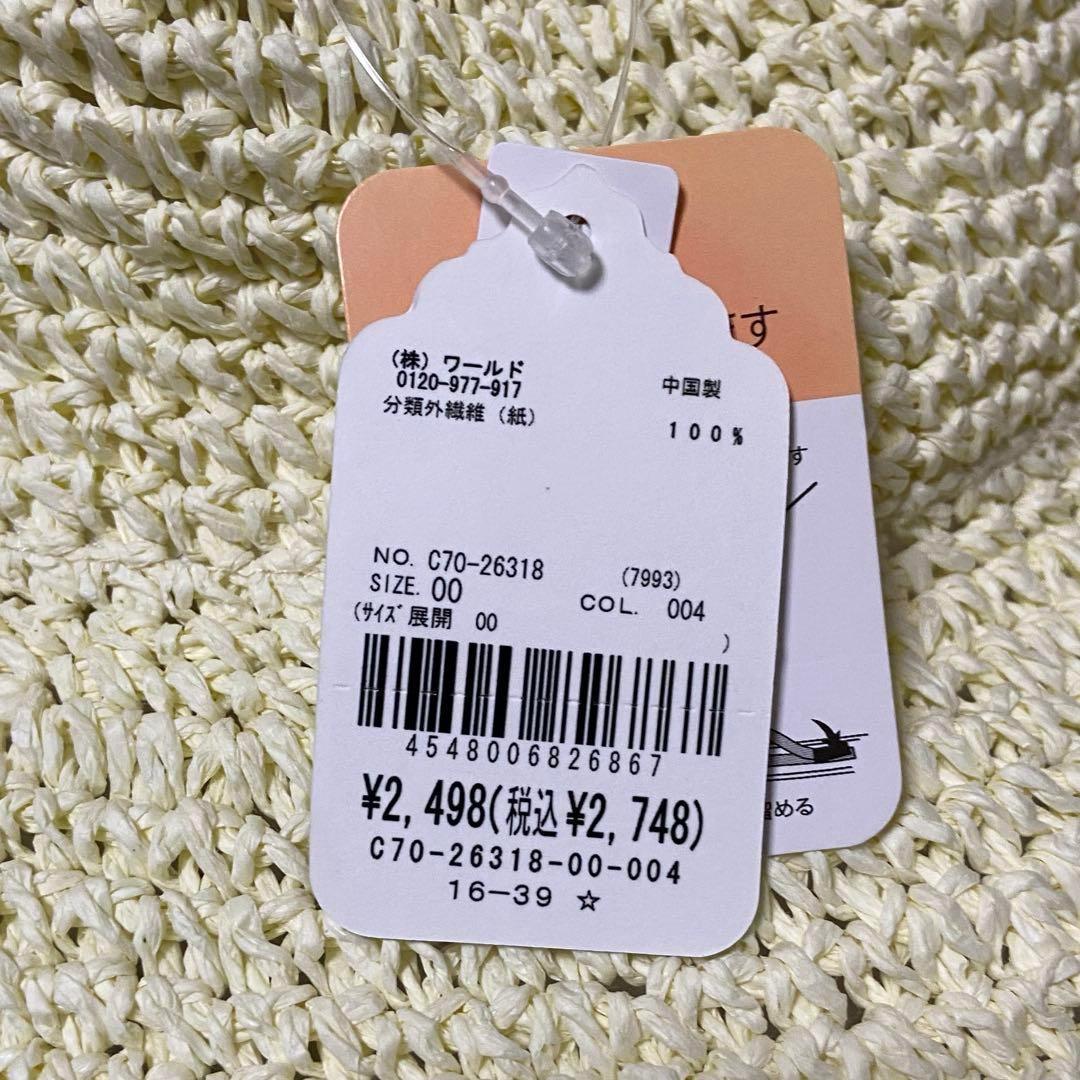 (株) ワールド
0120-977-917
中国製
分類外繊維 (紙)
100%
NO. C70-26318 (7993)
SIZE. 00 COL. 004
(サイズ展開 00 )
4548006826867
¥2,498(税込¥2,748)
C70-26318-00-004
16-39 ☆
す
す
める